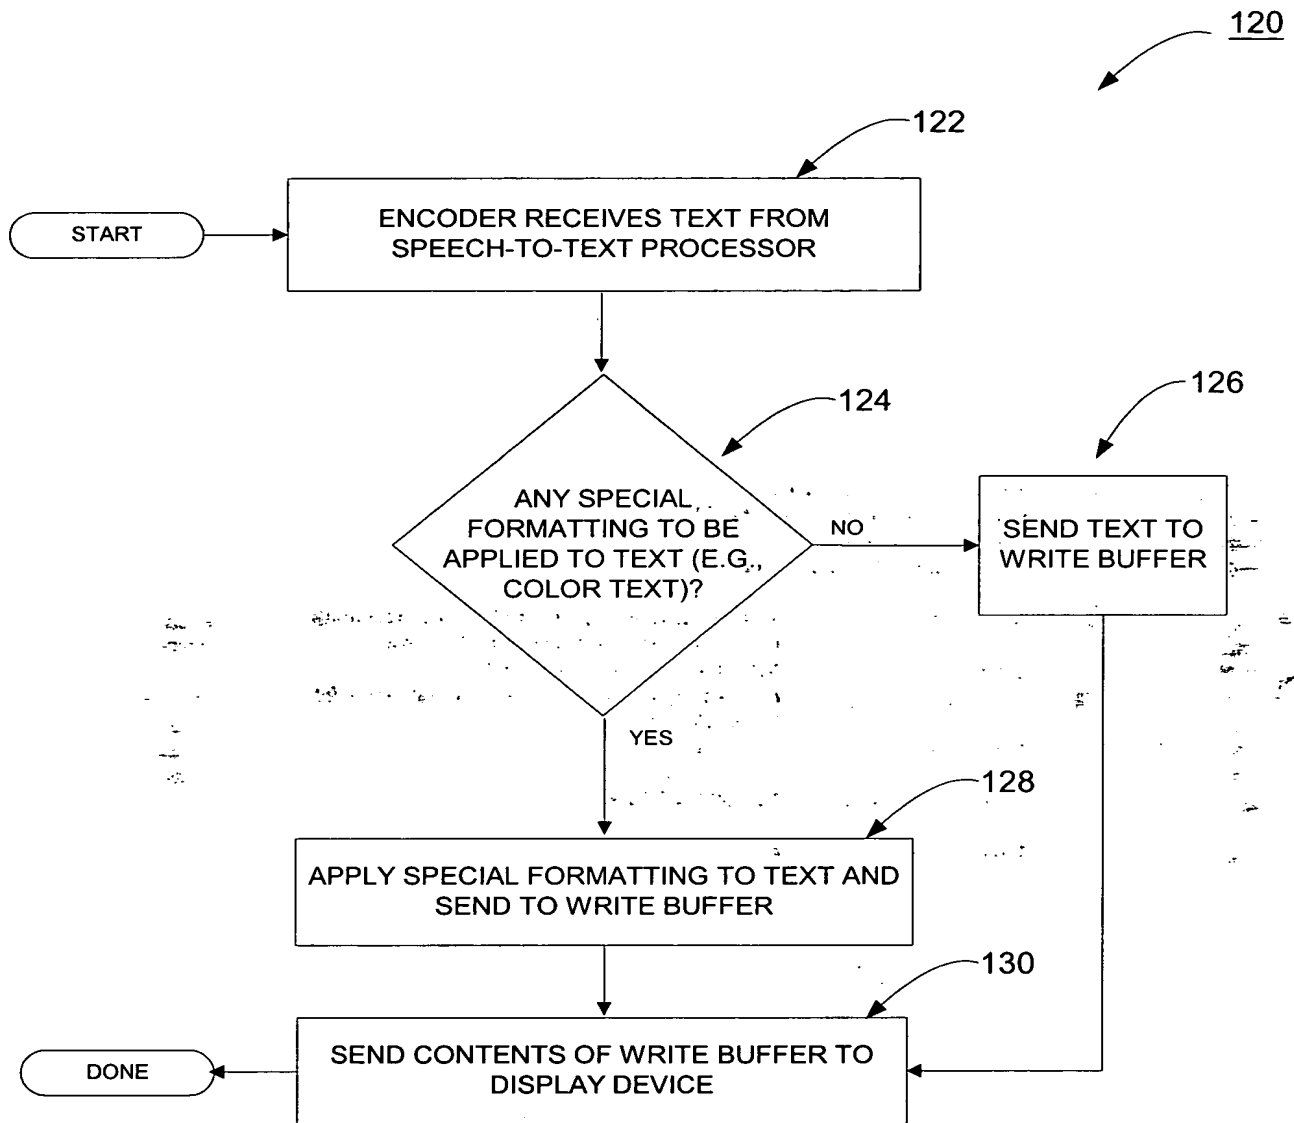 120
122
START
ENCODER RECEIVES TEXT FROM
SPEECH-TO-TEXT PROCESSOR
124
126
ANY SPECIAL
FORMATTING TO BE
APPLIED TO TEXT (E.G.,
COLOR TEXT)?
NO
SEND TEXT TO
WRITE BUFFER
YES
128
APPLY SPECIAL FORMATTING TO TEXT AND
SEND TO WRITE BUFFER
130
SEND CONTENTS OF WRITE BUFFER TO
DISPLAY DEVICE
DONE